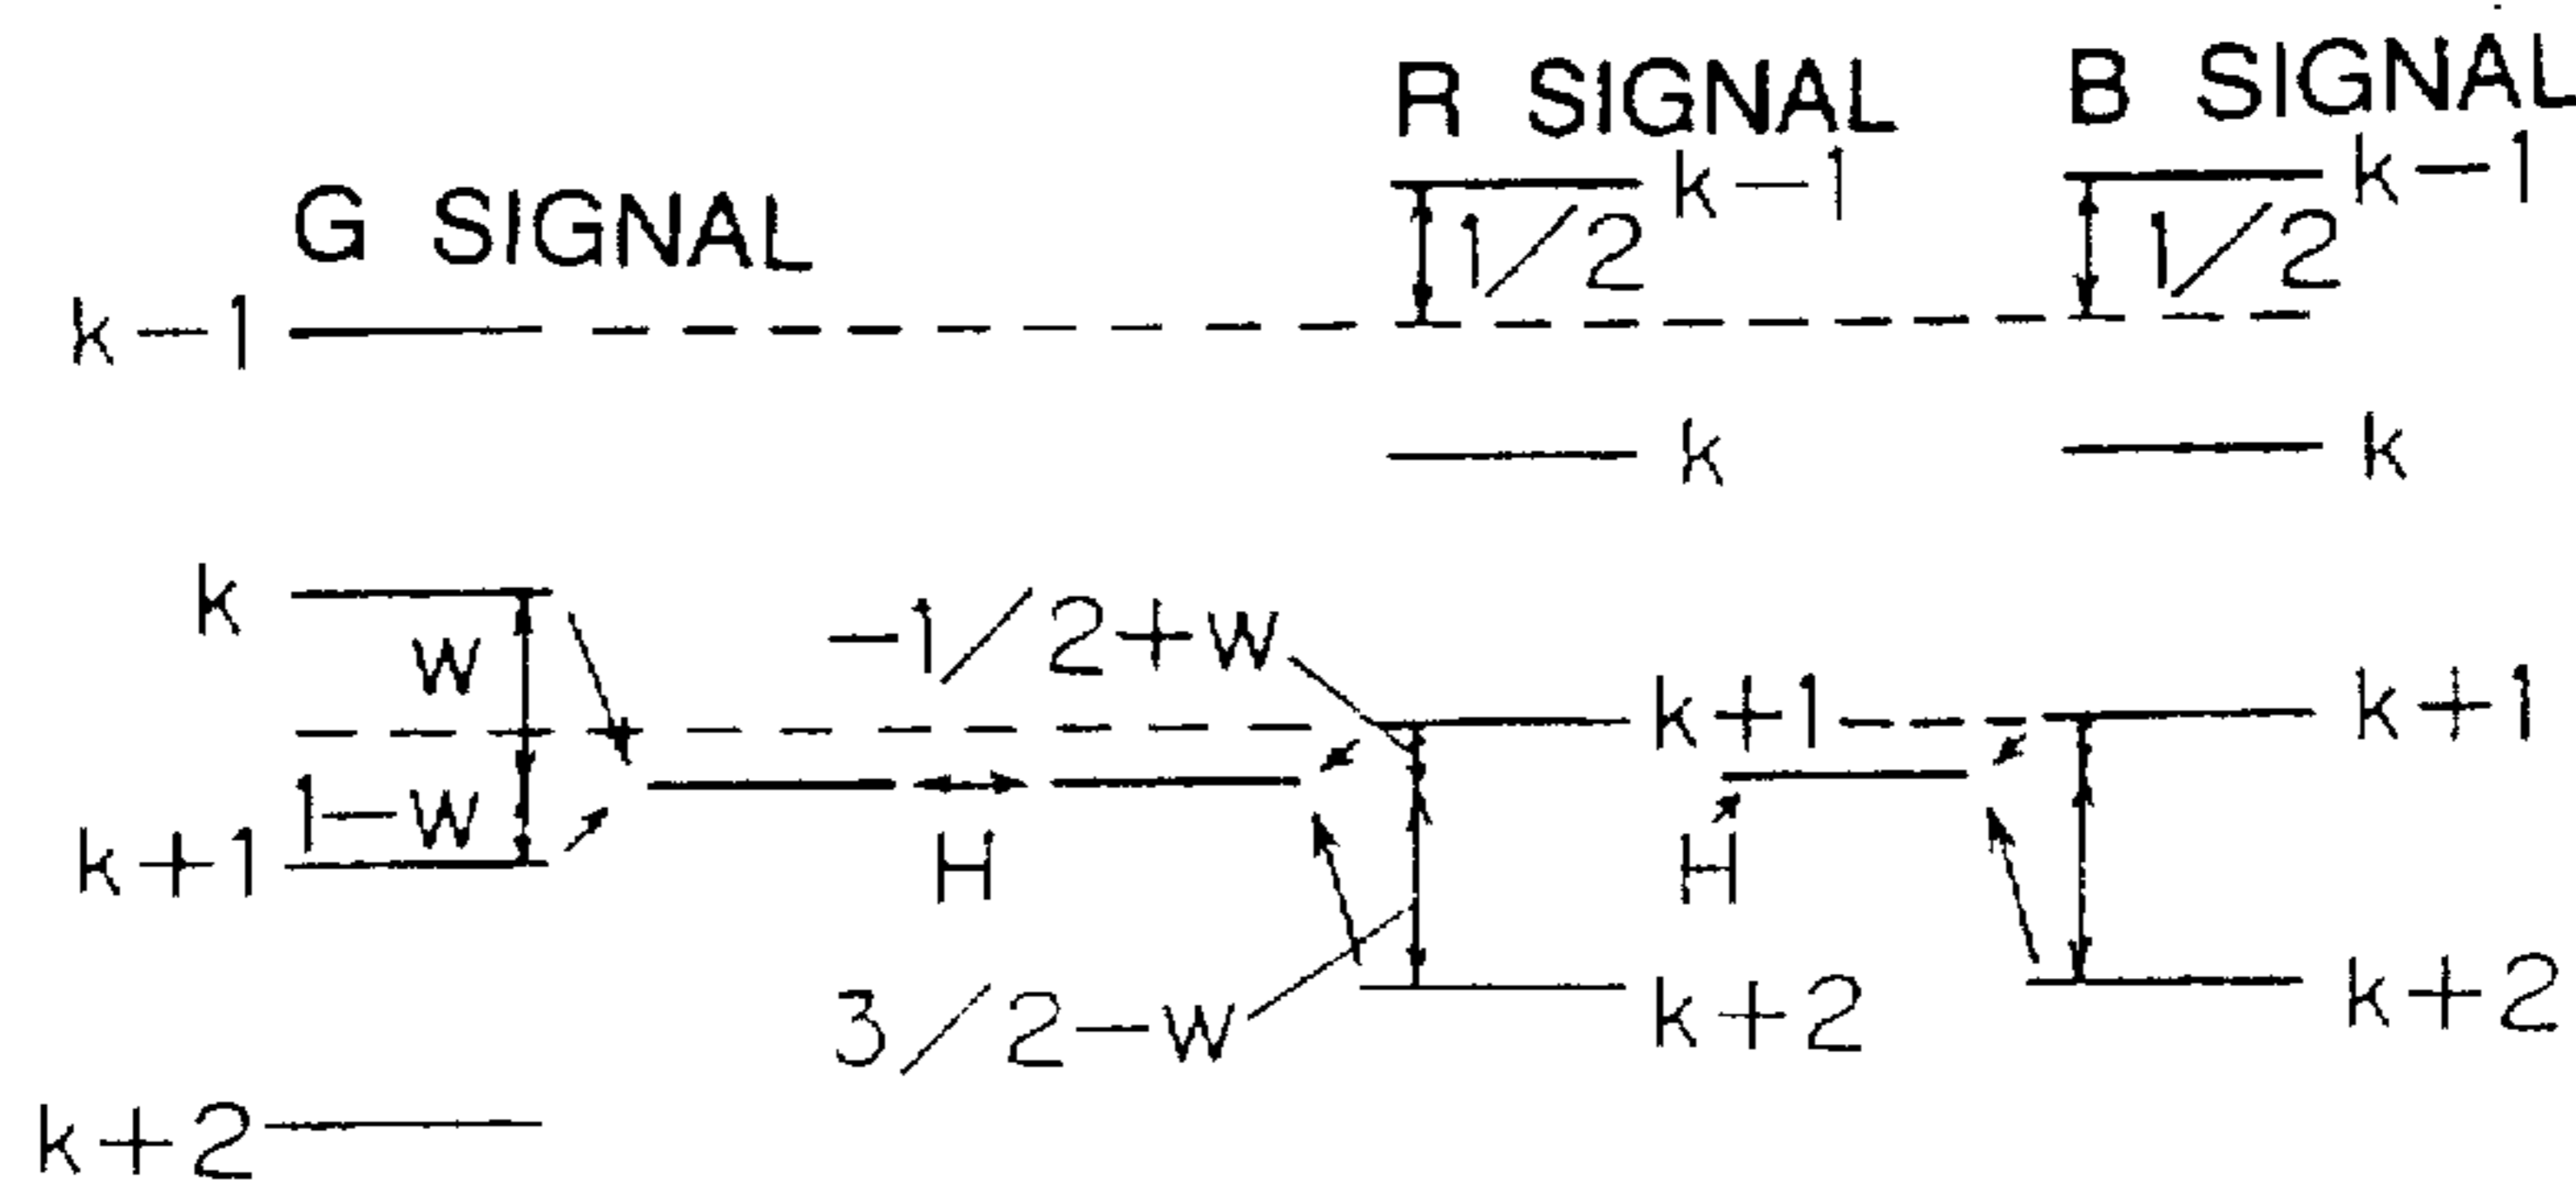 R SIGNAL
B SIGNAL
G SIGNAL
k−1
k−1
1/2
1/2
k−1
k
k
k
W
−1/2+W
k+1
k+1
1−W
k+1
H
H
3/2−W
k+2
k+2
k+2